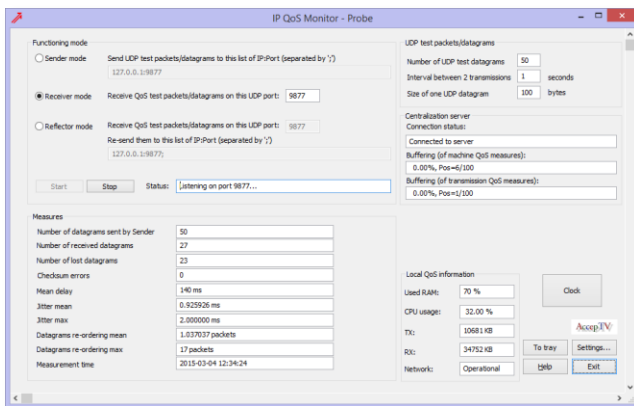 IP QoS Monitor - Probe
Functioning mode
Sender mode
Send UDP test packets/datagrams to this list of IP:Port (separated by ';')
127.0.0.1:9877
Receiver mode
Receive QoS test packets/datagrams on this UDP port:
9877
Reflector mode
Receive QoS test packets/datagrams on this UDP port:
9877
Re-send them to this list of IP:Port (separated by ';')
127.0.0.1:9877;
Start
Stop
Status:
Listening on port 9877...
UDP test packets/datagrams
Number of UDP test datagrams
50
Interval between 2 transmissions
1
seconds
Size of one UDP datagram
100
bytes
Centralization server
Connection status:
Connected to server
Buffering (of machine QoS measures):
0.00%, Pos=6/100
Buffering (of transmission QoS measures):
0.00%, Pos=1/100
Measures
Number of datagrams sent by Sender
50
Number of received datagrams
27
Number of lost datagrams
23
Checksum errors
0
Mean delay
140 ms
Jitter mean
0.925926 ms
Jitter max
2.000000 ms
Datagrams re-ordering mean
1.037037 packets
Datagrams re-ordering max
17 packets
Measurement time
2015-03-04 12:34:24
Local QoS information
Used RAM:
70 %
CPU usage:
32.00 %
TX:
10681 KB
RX:
34752 KB
Network:
Operational
Clock
AccepTV
To tray
Settings...
Help
Exit